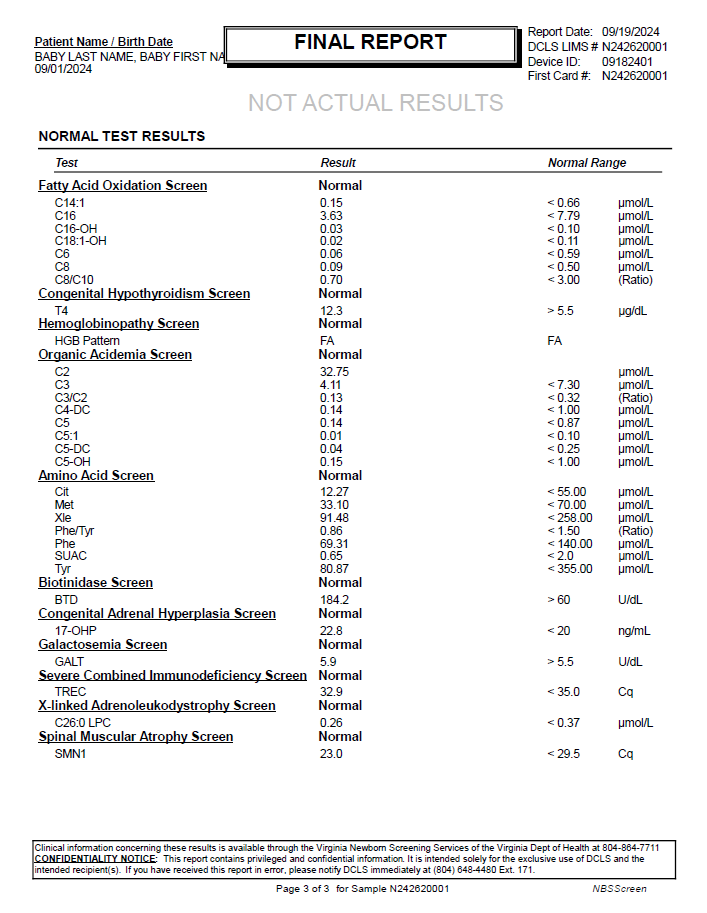 Patient Name / Birth Date
BABY LAST NAME, BABY FIRST NA
09/01/2024
FINAL REPORT
Report Date: 09/19/2024
DCLS LIMS # N242620001
Device ID: 09182401
First Card #: N242620001
NOT ACTUAL RESULTS
NORMAL TEST RESULTS
Test Result Normal Range
Fatty Acid Oxidation Screen Normal
C14:1 0.15 < 0.66 µmol/L
C16 3.63 < 7.79 µmol/L
C16-OH 0.03 < 0.10 µmol/L
C18:1-OH 0.02 < 0.11 µmol/L
C6 0.06 < 0.59 µmol/L
C8 0.09 < 0.50 µmol/L
C8/C10 0.70 < 3.00 (Ratio)
Congenital Hypothyroidism Screen Normal
T4 12.3 > 5.5 µg/dL
Hemoglobinopathy Screen Normal
HGB Pattern FA FA
Organic Acidemia Screen Normal
C2 32.75 µmol/L
C3 4.11 < 7.30 µmol/L
C3/C2 0.13 < 0.32 (Ratio)
C4-DC 0.14 < 1.00 µmol/L
C5 0.14 < 0.87 µmol/L
C5:1 0.01 < 0.10 µmol/L
C5-DC 0.04 < 0.25 µmol/L
C5-OH 0.15 < 1.00 µmol/L
Amino Acid Screen Normal
Cit 12.27 < 55.00 µmol/L
Met 33.10 < 70.00 µmol/L
Xle 91.48 < 258.00 µmol/L
Phe/Tyr 0.86 < 1.50 (Ratio)
Phe 69.31 < 140.00 µmol/L
SUAC 0.65 < 2.0 µmol/L
Tyr 80.87 < 355.00 µmol/L
Biotinidase Screen Normal
BTD 184.2 > 60 U/dL
Congenital Adrenal Hyperplasia Screen Normal
17-OHP 22.8 < 20 ng/mL
Galactosemia Screen Normal
GALT 5.9 > 5.5 U/dL
Severe Combined Immunodeficiency Screen Normal
TREC 32.9 < 35.0 Cq
X-linked Adrenoleukodystrophy Screen Normal
C26:0 LPC 0.26 < 0.37 µmol/L
Spinal Muscular Atrophy Screen Normal
SMN1 23.0 < 29.5 Cq
Clinical information concerning these results is available through the Virginia Newborn Screening Services of the Virginia Dept of Health at 804-864-7711
CONFIDENTIALITY NOTICE: This report contains privileged and confidential information. It is intended solely for the exclusive use of DCLS and the
intended recipient(s). If you have received this report in error, please notify DCLS immediately at (804) 648-4480 Ext. 171.
Page 3 of 3 for Sample N242620001 NBSScreen